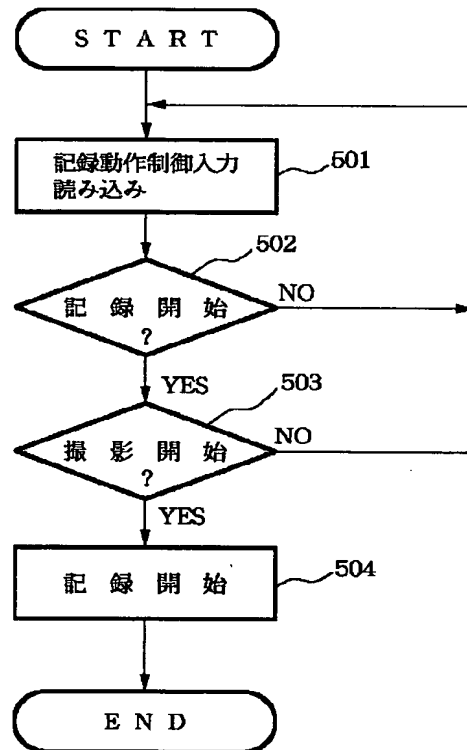 START
記録動作制御入力
読み込み
501
502
記録開始
?
NO
YES
503
撮影開始
?
NO
YES
記録開始
504
END